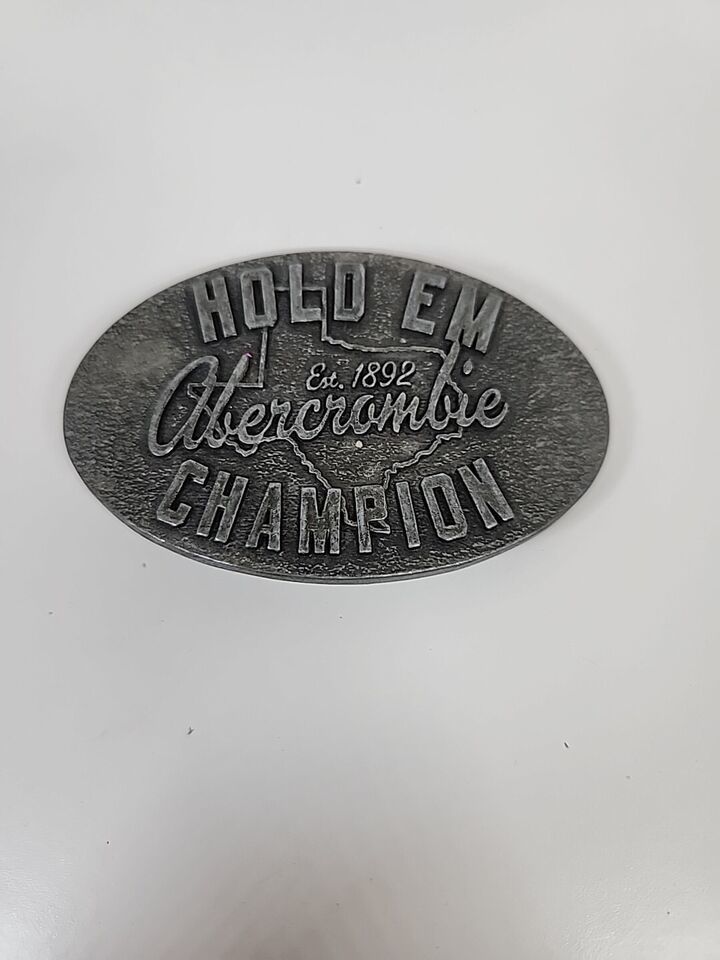 HOLD EM
Est. 1892
Abercrombie
CHAMPION